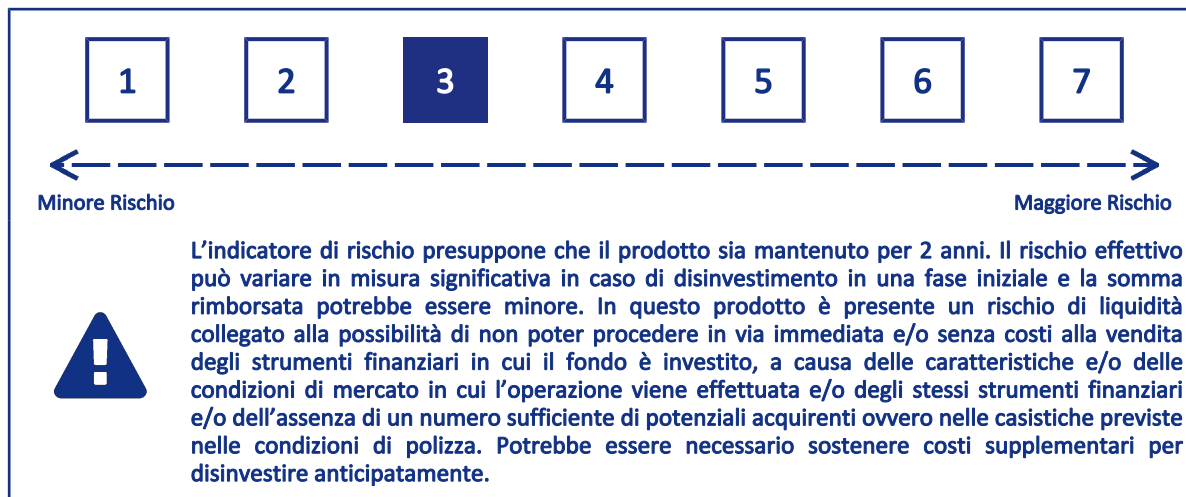 1 2 3 4 5 6 7
Minore Rischio Maggiore Rischio
L'indicatore di rischio presuppone che il prodotto sia mantenuto per 2 anni. Il rischio effettivo
può variare in misura significativa in caso di disinvestimento in una fase iniziale e la somma
rimborsata potrebbe essere minore. In questo prodotto è presente un rischio di liquidità
collegato alla possibilità di non poter procedere in via immediata e/o senza costi alla vendita
degli strumenti finanziari in cui il fondo è investito, a causa delle caratteristiche e/o delle
condizioni di mercato in cui l'operazione viene effettuata e/o degli stessi strumenti finanziari
e/o dell'assenza di un numero sufficiente di potenziali acquirenti ovvero nelle casistiche previste
nelle condizioni di polizza. Potrebbe essere necessario sostenere costi supplementari per
disinvestire anticipatamente.